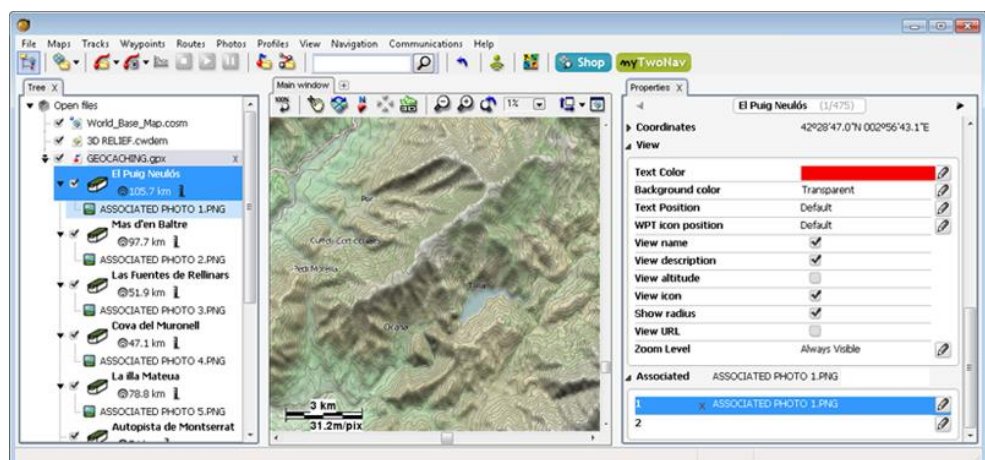 File Maps Tracks Waypoints Routes Photos Profiles View Navigation Communications Help
Shop
myTwoNav
Tree X
Open files
World_Base_Map.cosm
3D RELIEF.cwdem
GEOCACHING.gpx x
El Puig Neulós
105.7 km
ASSOCIATED PHOTO 1.PNG
Mas d'en Baltre
97.7 km
ASSOCIATED PHOTO 2.PNG
Las Fuentes de Rellinars
51.9 km
ASSOCIATED PHOTO 3.PNG
Cova del Muronell
47.1 km
ASSOCIATED PHOTO 4.PNG
La illa Mateua
78.8 km
ASSOCIATED PHOTO 5.PNG
Autopista de Montserrat
Main window
100%
1%
3 km
31.2m/pix
Properties X
El Puig Neulós (1/475)
Coordinates 42º28'47.0"N 002º56'43.1"E
View
Text Color
Background color Transparent
Text Position Default
WPT icon position Default
View name
View description
View altitude
View icon
Show radius
View URL
Zoom Level Always Visible
Associated ASSOCIATED PHOTO 1.PNG
1 x ASSOCIATED PHOTO 1.PNG
2